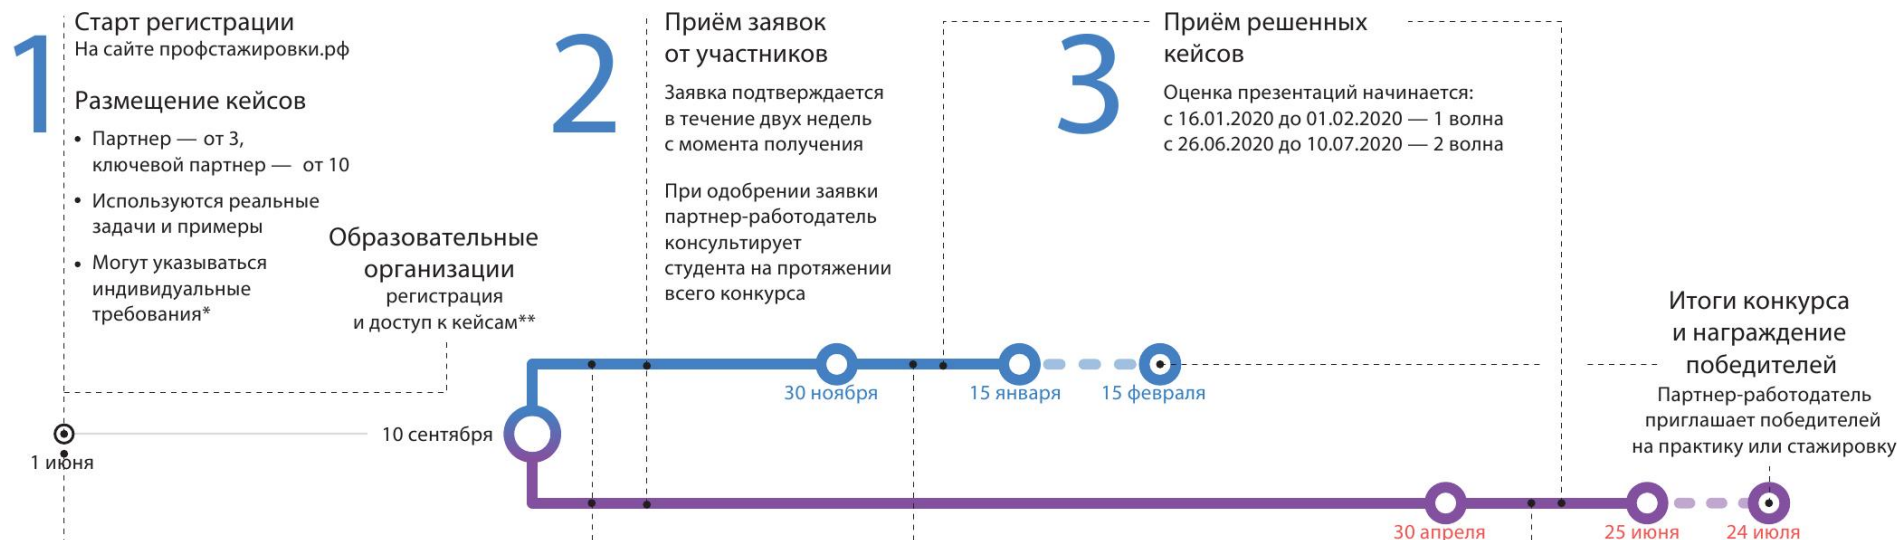 1
Старт регистрации
На сайте профстажировки.рф
Размещение кейсов
• Партнер — от 3,
ключевой партнер — от 10
• Используются реальные
задачи и примеры
• Могут указываться
индивидуальные
требования*
Образовательные
организации
регистрация
и доступ к кейсам**
2
Приём заявок
от участников
Заявка подтверждается
в течение двух недель
с момента получения
При одобрении заявки
партнер-работодатель
консультирует
студента на протяжении
всего конкурса
3
Приём решенных
кейсов
Оценка презентаций начинается:
с 16.01.2020 до 01.02.2020 — 1 волна
с 26.06.2020 до 10.07.2020 — 2 волна
Итоги конкурса
и награждение
победителей
Партнер-работодатель
приглашает победителей
на практику или стажировку
30 ноября
15 января
15 февраля
10 сентября
1 июня
30 апреля
25 июня
24 июля